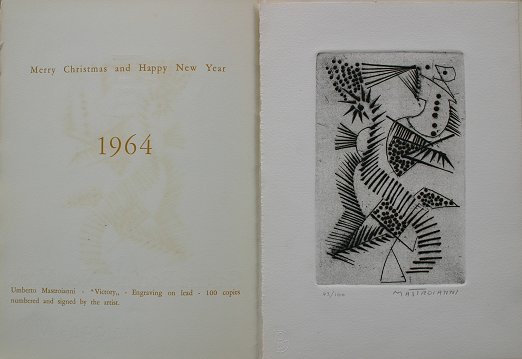 Merry Christmas and Happy New Year
1964
Umberto Mastroianni - "Victory„ - Engraving on lead - 100 copies
numbered and signed by the artist.
MASTROIANNI